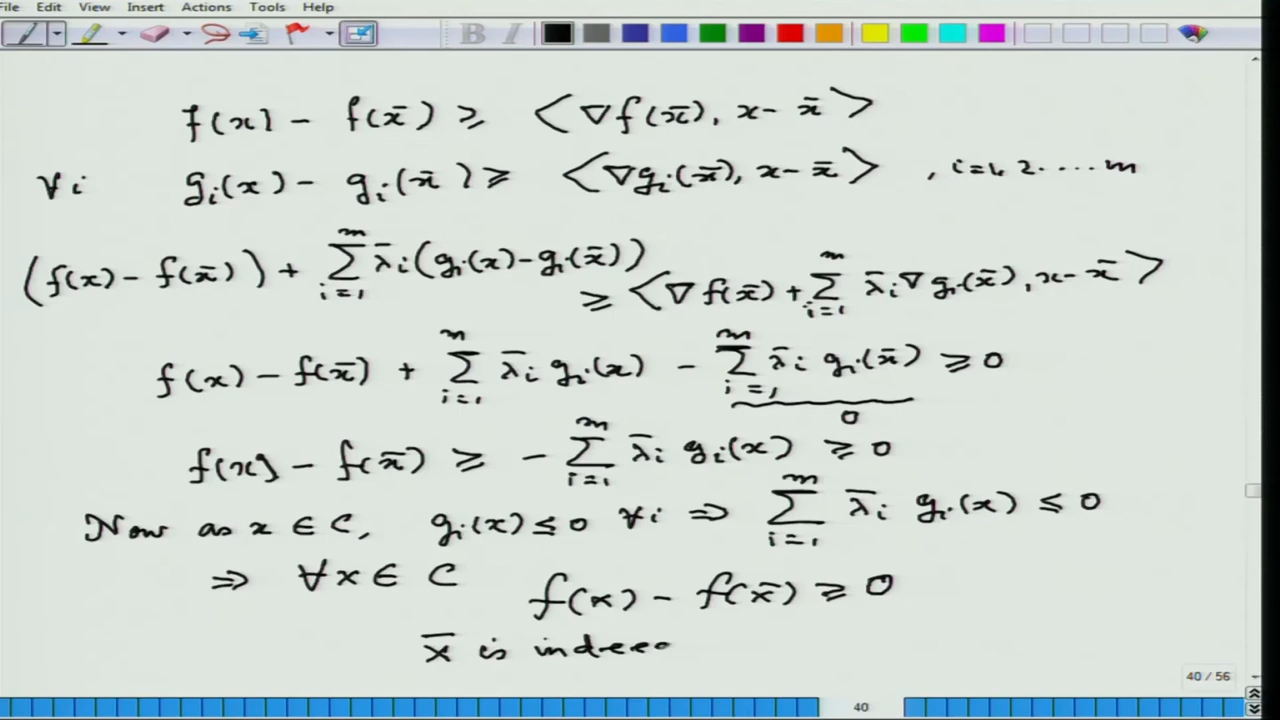 File Edit View Insert Actions Tools Help
f(x) - f(x̄) ≥ ⟨∇f(x̄), x - x̄⟩
∀i g_i(x) - g_i(x̄) ≥ ⟨∇g_i(x̄), x - x̄⟩ , i=1, 2.....m
(f(x) - f(x̄)) + Σ_{i=1}^{m} λ̄_i (g_i(x) - g_i(x̄))
≥ ⟨∇f(x̄) + Σ_{i=1}^{m} λ̄_i ∇g_i(x̄), x - x̄⟩
f(x) - f(x̄) + Σ_{i=1}^{m} λ̄_i g_i(x) - Σ_{i=1}^{m} λ̄_i g_i(x̄) ≥ 0
0
f(x) - f(x̄) ≥ - Σ_{i=1}^{m} λ̄_i g_i(x) ≥ 0
Now as x ∈ C, g_i(x) ≤ 0 ∀i ⇒ Σ_{i=1}^{m} λ̄_i g_i(x) ≤ 0
⇒ ∀x ∈ C f(x) - f(x̄) ≥ 0
x̄ is indeed
40 / 56
40